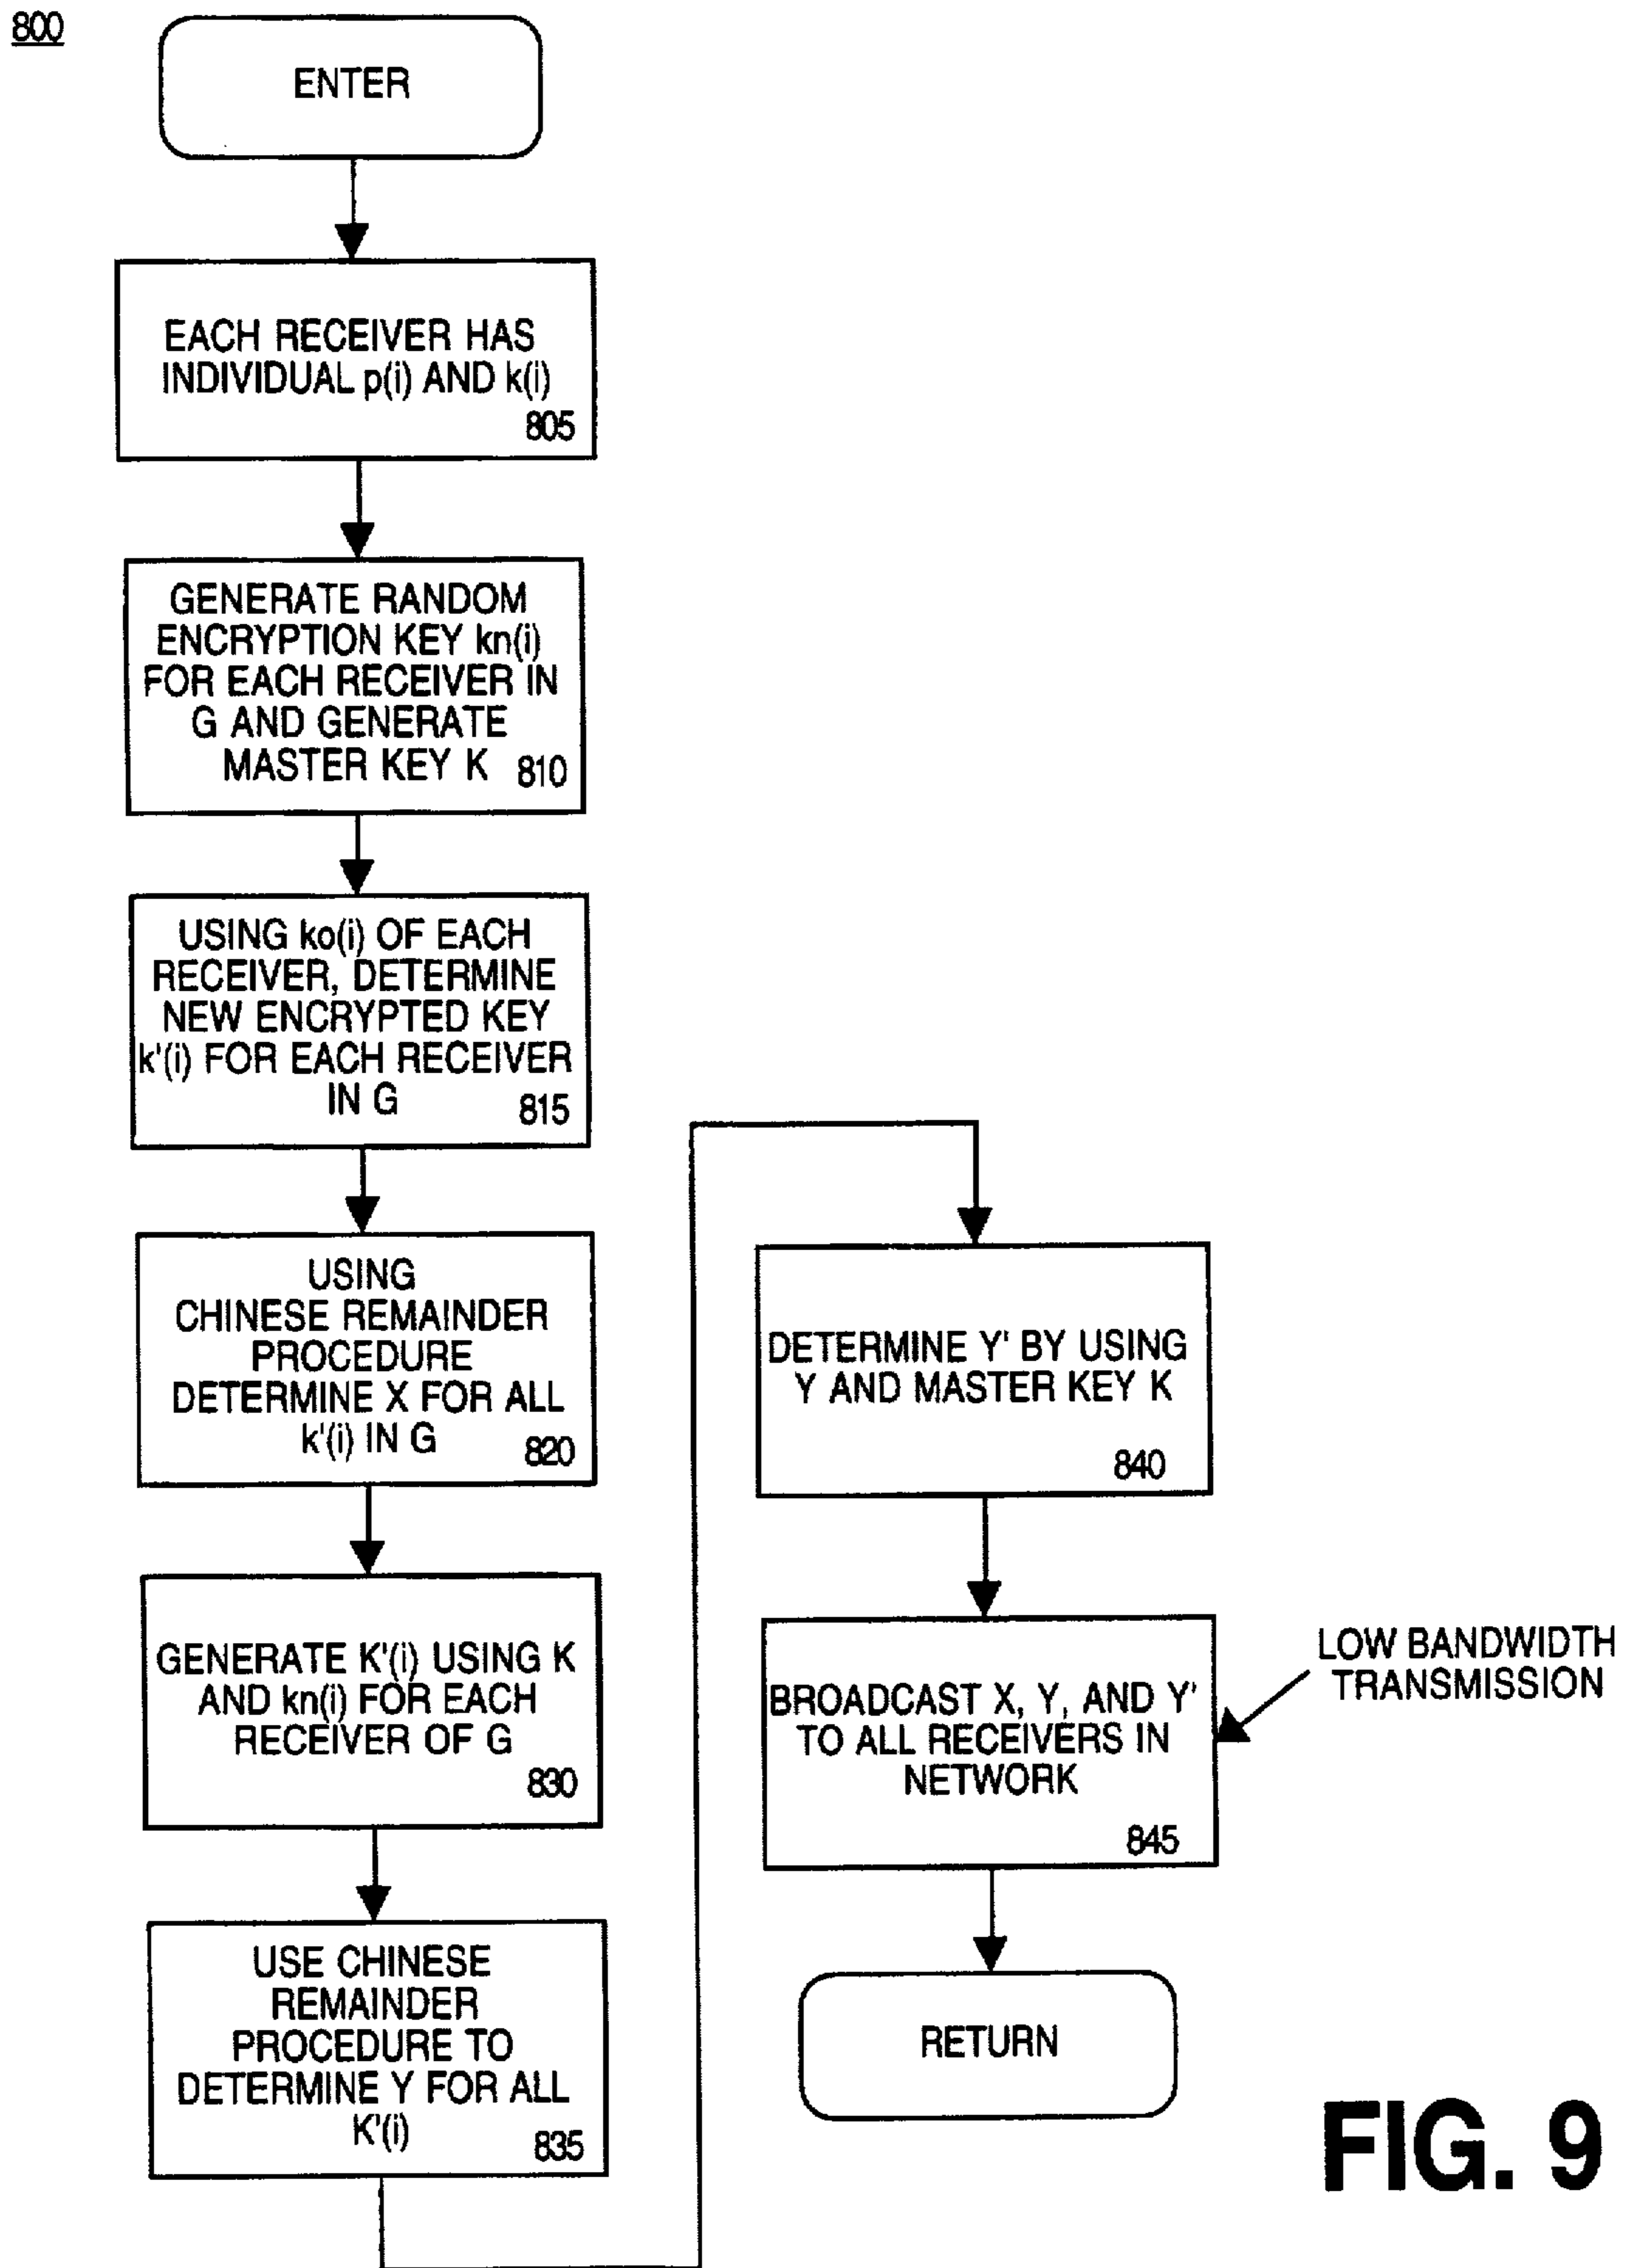 800
ENTER
EACH RECEIVER HAS
INDIVIDUAL p(i) AND k(i)
805
GENERATE RANDOM
ENCRYPTION KEY kn(i)
FOR EACH RECEIVER IN
G AND GENERATE
MASTER KEY K 810
USING ko(i) OF EACH
RECEIVER, DETERMINE
NEW ENCRYPTED KEY
k'(i) FOR EACH RECEIVER
IN G 815
USING
CHINESE REMAINDER
PROCEDURE
DETERMINE X FOR ALL
k'(i) IN G 820
GENERATE K'(i) USING K
AND kn(i) FOR EACH
RECEIVER OF G
830
USE CHINESE
REMAINDER
PROCEDURE TO
DETERMINE Y FOR ALL
K'(i) 835
DETERMINE Y' BY USING
Y AND MASTER KEY K
840
BROADCAST X, Y, AND Y'
TO ALL RECEIVERS IN
NETWORK
845
LOW BANDWIDTH
TRANSMISSION
RETURN
FIG. 9